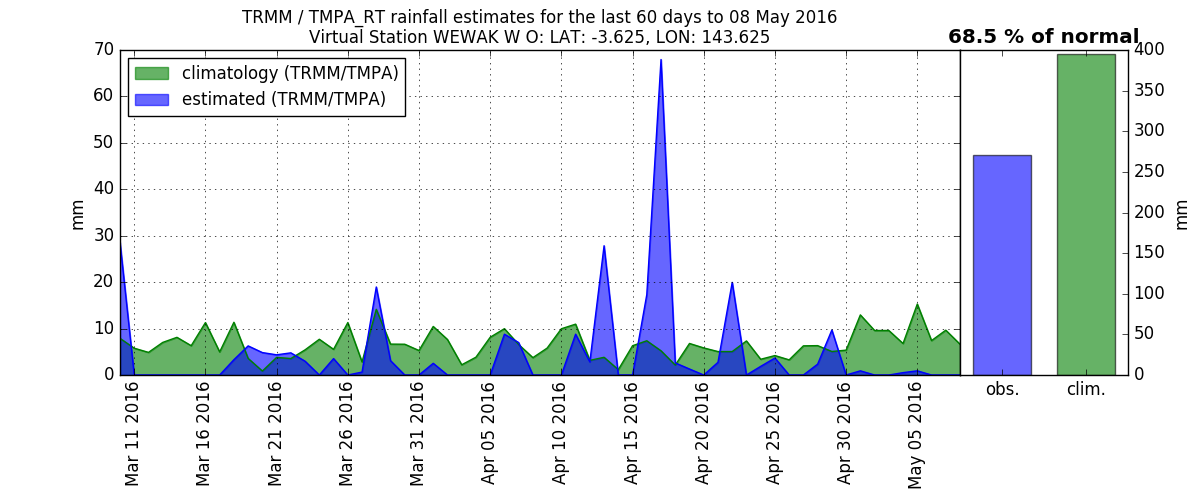 TRMM / TMPA_RT rainfall estimates for the last 60 days to 08 May 2016
Virtual Station WEWAK W O: LAT: -3.625, LON: 143.625
68.5 % of normal
climatology (TRMM/TMPA)
estimated (TRMM/TMPA)
70
60
50
40
30
20
10
0
mm
Mar 11 2016
Mar 16 2016
Mar 21 2016
Mar 26 2016
Mar 31 2016
Apr 05 2016
Apr 10 2016
Apr 15 2016
Apr 20 2016
Apr 25 2016
Apr 30 2016
May 05 2016
obs.
clim.
400
350
300
250
200
150
100
50
0
mm